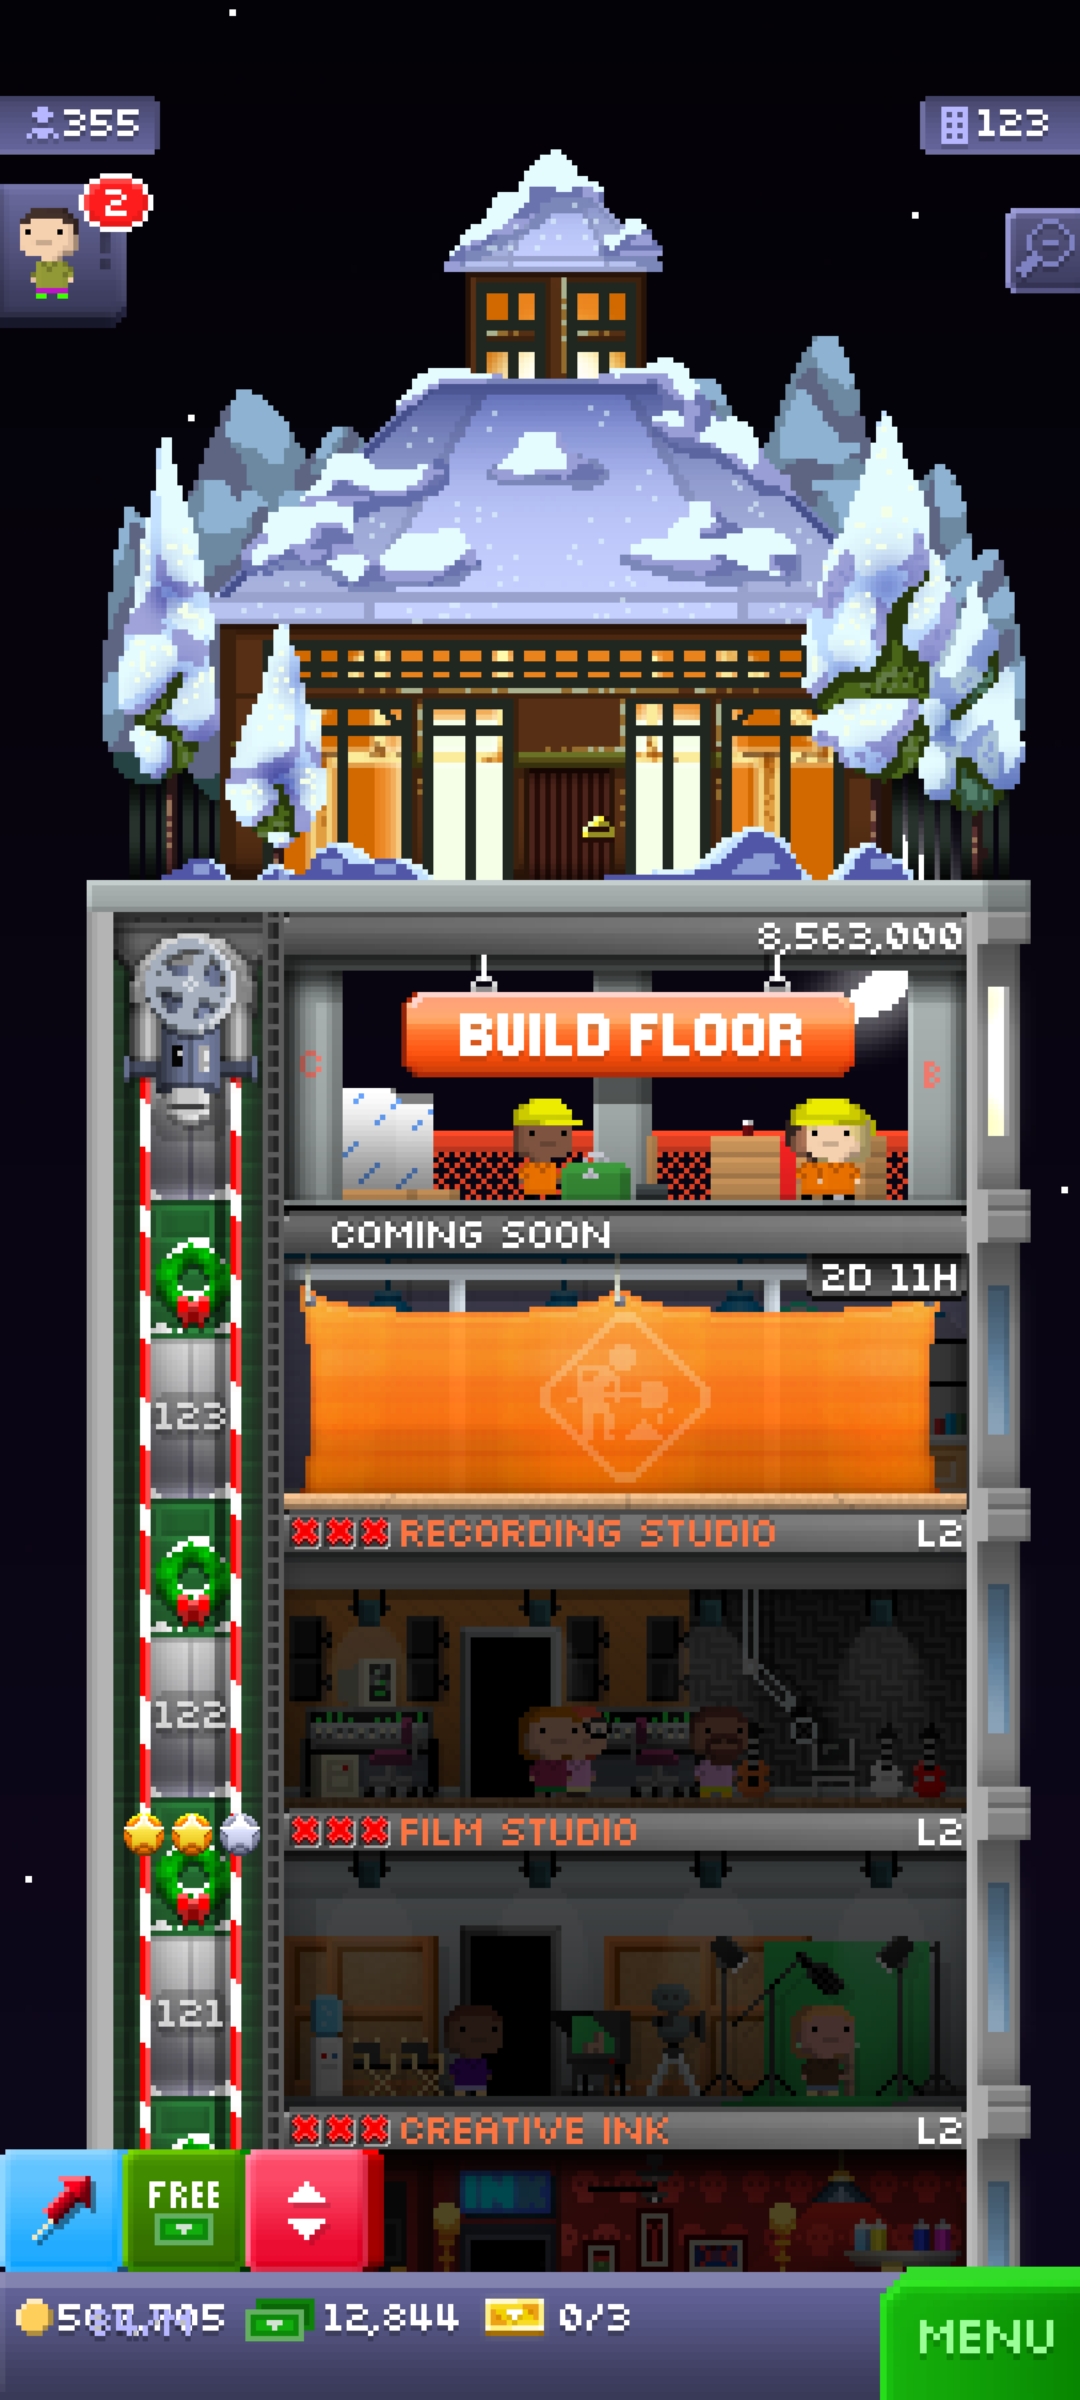 355
123
2
8,563,000
BUILD FLOOR
C
B
COMING SOON
2D 11H
123
RECORDING STUDIO L2
122
FILM STUDIO L2
121
CREATIVE INK L2
INK
FREE
12,844
0/3
MENU